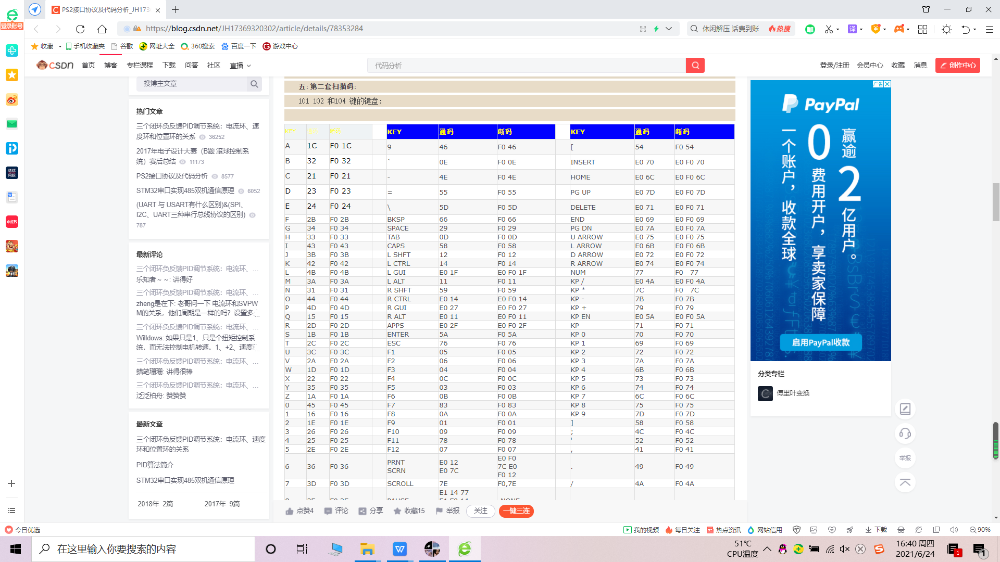 登录账号
PS2接口协议及代码分析_JH173
https://blog.csdn.net/JH17369320302/article/details/78353284
休闲解压 话费到账
热搜
译
收藏
手机收藏夹
谷歌
网址大全
360搜索
百度一下
游戏中心
CSDN
首页
博客
专栏课程
下载
问答
社区
直播
代码分析
登录/注册
会员中心
收藏
消息
创作中心
搜博主文章
热门文章
三个闭环负反馈PID调节系统：电流环、速
度环和位置环的关系 36252
2017年电子设计大赛（B题 滚球控制系
统）赛后总结 11173
PS2接口协议及代码分析 8577
STM32串口实现485双机通信原理 6052
(UART 与 USART有什么区别)&(SPI、
I2C、UART三种串行总线协议的区别)
787
最新评论
三个闭环负反馈PID调节系统：电流环、...
乐知者～～: 讲得好
三个闭环负反馈PID调节系统：电流环、...
zheng是在下: 老哥问一下 电流环和SVPW
M的关系，他们周期是一样的吗？设置多...
三个闭环负反馈PID调节系统：电流环、...
Willdows: 如果只是1、只是个扭矩控制系
统，而无法控制电机转速。1、+2、速度...
三个闭环负反馈PID调节系统：电流环、...
蜡笔珊珊: 讲得很棒
三个闭环负反馈PID调节系统：电流环、...
泛泛柏舟: 赞赞赞
最新文章
三个闭环负反馈PID调节系统：电流环、速度
环和位置环的关系
PID算法简介
STM32串口实现485双机通信原理
2018年 2篇 2017年 9篇
五：第二套扫描码：
101 102 和104 键的键盘：
KEY 通码 断码 KEY 通码 断码 KEY 通码 断码
A 1C F0 1C 9 46 F0 46 [ 54 F0 54
B 32 F0 32 ` 0E F0 0E INSERT E0 70 E0 F0 70
C 21 F0 21 - 4E F0 4E HOME E0 6C E0 F0 6C
D 23 F0 23 = 55 F0 55 PG UP E0 7D E0 F0 7D
E 24 F0 24 \ 5D F0 5D DELETE E0 71 E0 F0 71
F 2B F0 2B BKSP 66 F0 66 END E0 69 E0 F0 69
G 34 F0 34 SPACE 29 F0 29 PG DN E0 7A E0 F0 7A
H 33 F0 33 TAB 0D F0 0D U ARROW E0 75 E0 F0 75
I 43 F0 43 CAPS 58 F0 58 L ARROW E0 6B E0 F0 6B
J 3B F0 3B L SHFT 12 F0 12 D ARROW E0 72 E0 F0 72
K 42 F0 42 L CTRL 14 F0 14 R ARROW E0 74 E0 F0 74
L 4B F0 4B L GUI E0 1F E0 F0 1F NUM 77 F0 77
M 3A F0 3A L ALT 11 F0 11 KP / E0 4A E0 F0 4A
N 31 F0 31 R SHFT 59 F0 59 KP * 7C F0 7C
O 44 F0 44 R CTRL E0 14 E0 F0 14 KP - 7B F0 7B
P 4D F0 4D R GUI E0 27 E0 F0 27 KP + 79 F0 79
Q 15 F0 15 R ALT E0 11 E0 F0 11 KP EN E0 5A E0 F0 5A
R 2D F0 2D APPS E0 2F E0 F0 2F KP 71 F0 71
S 1B F0 1B ENTER 5A F0 5A KP 0 70 F0 70
T 2C F0 2C ESC 76 F0 76 KP 1 69 F0 69
U 3C F0 3C F1 05 F0 05 KP 2 72 F0 72
V 2A F0 2A F2 06 F0 06 KP 3 7A F0 7A
W 1D F0 1D F3 04 F0 04 KP 4 6B F0 6B
X 22 F0 22 F4 0C F0 0C KP 5 73 F0 73
Y 35 F0 35 F5 03 F0 03 KP 6 74 F0 74
Z 1A F0 1A F6 0B F0 0B KP 7 6C F0 6C
0 45 F0 45 F7 83 F0 83 KP 8 75 F0 75
1 16 F0 16 F8 0A F0 0A KP 9 7D F0 7D
2 1E F0 1E F9 01 F0 01 ] 58 F0 58
3 26 F0 26 F10 09 F0 09 ; 4C F0 4C
4 25 F0 25 F11 78 F0 78 ' 52 F0 52
5 2E F0 2E F12 07 F0 07 , 41 F0 41
6 36 F0 36 PRNT SCRN E0 12 E0 7C E0 F0 7C E0 F0 12 . 49 F0 49
7 3D F0 3D SCROLL 7E F0,7E / 4A F0 4A
E1 14 77
点赞4
评论
分享
收藏15
举报
关注
一键三连
广告
PayPal
一个账户，收款全球，
0费用开户，享卖家保障
赢逾2亿用户。
启用PayPal收款
分类专栏
傅里叶变换
举报
今日优选
我的视频
每日关注
热点资讯
网站信用
下载
90%
在这里输入你要搜索的内容
51℃
CPU温度
16:40 周四
2021/6/24
1
1